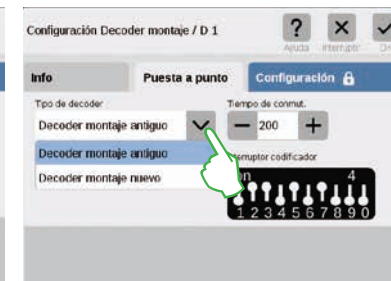 Configuración Decoder montaje / D 1
?
Ayuda
Interruptor
Info
Puesta a punto
Configuración
Tipo de decoder
Tiempo de conmut.
Decoder montaje antiguo
200
Decoder montaje antiguo
Decoder montaje nuevo
Interruptor codificador
on 4
1 2 3 4 5 6 7 8 9 0